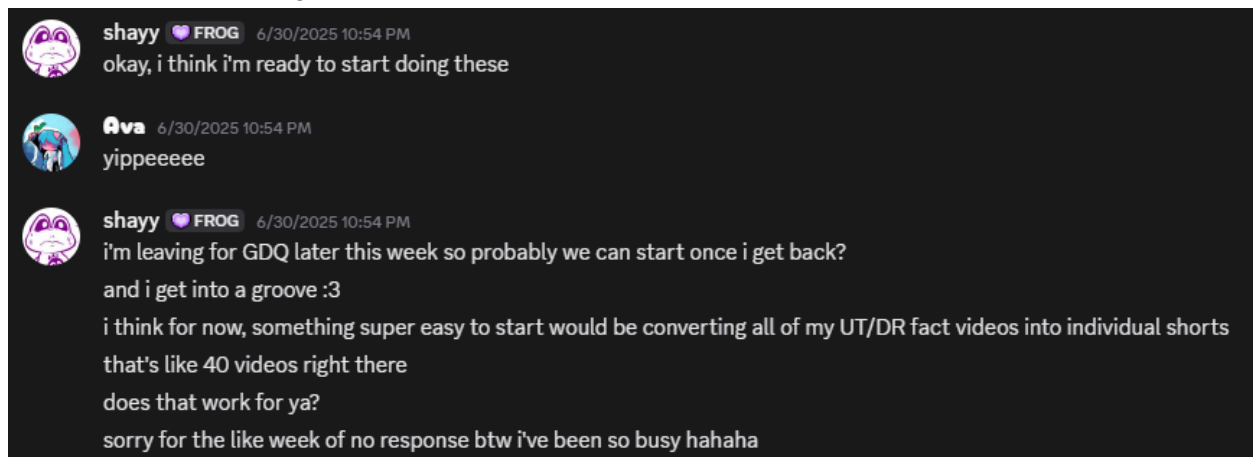 shayy 💜 FROG 6/30/2025 10:54 PM
okay, i think i'm ready to start doing these
Ava 6/30/2025 10:54 PM
yippeeeee
shayy 💜 FROG 6/30/2025 10:54 PM
i'm leaving for GDQ later this week so probably we can start once i get back?
and i get into a groove :3
i think for now, something super easy to start would be converting all of my UT/DR fact videos into individual shorts
that's like 40 videos right there
does that work for ya?
sorry for the like week of no response btw i've been so busy hahaha